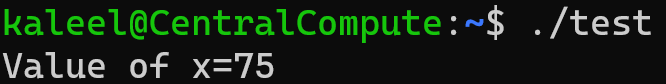 kaleel@CentralCompute:~$ ./test
Value of x=75